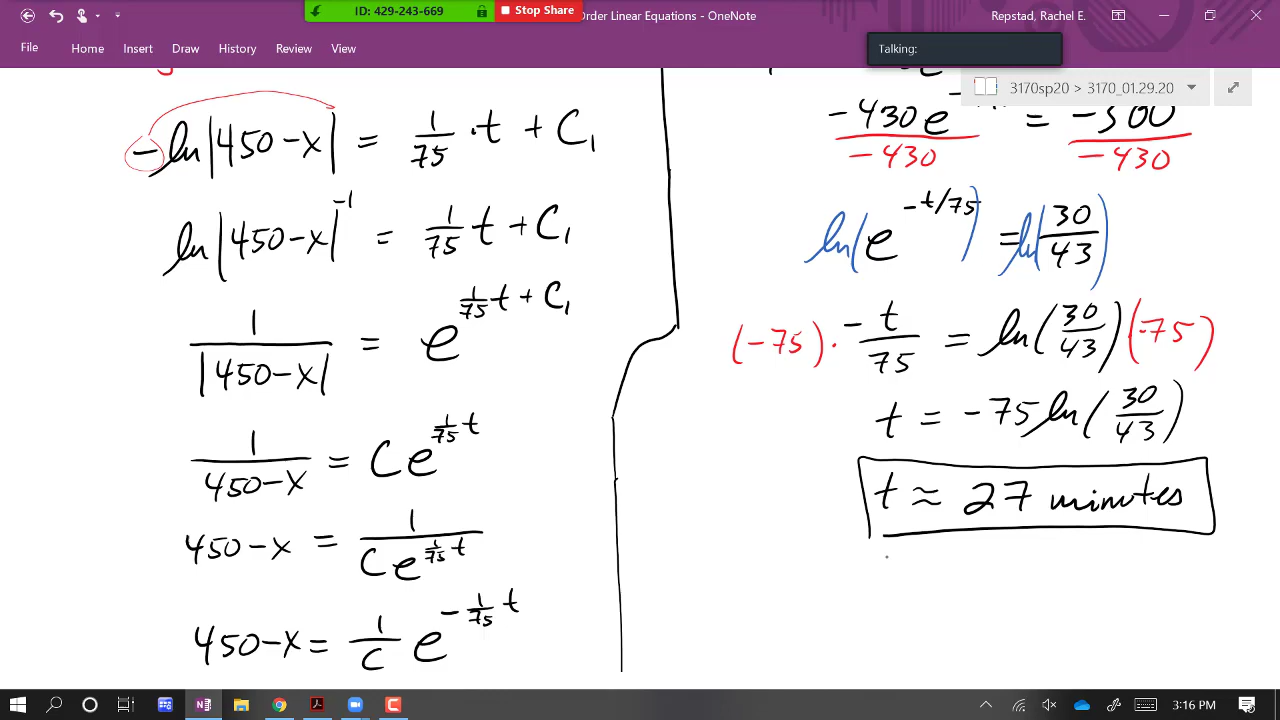 ID: 429-243-669 Stop Share
Order Linear Equations - OneNote
Repstad, Rachel E.
File Home Insert Draw History Review View
Talking:
3170sp20 > 3170_01.29.20
-ln|450-x| = 1/75 · t + C₁
ln|450-x|⁻¹ = 1/75 t + C₁
1/|450-x| = e^(1/75 t + C₁)
1/(450-x) = Ce^(1/75 t)
450-x = 1/(Ce^(1/75 t))
450-x = 1/C e^(-1/75 t)
-430e = -300
-430 -430
ln(e^(-t/75)) = ln(30/43)
(-75) · -t/75 = ln(30/43)(-75)
t = -75 ln(30/43)
t ≈ 27 minutes
3:16 PM